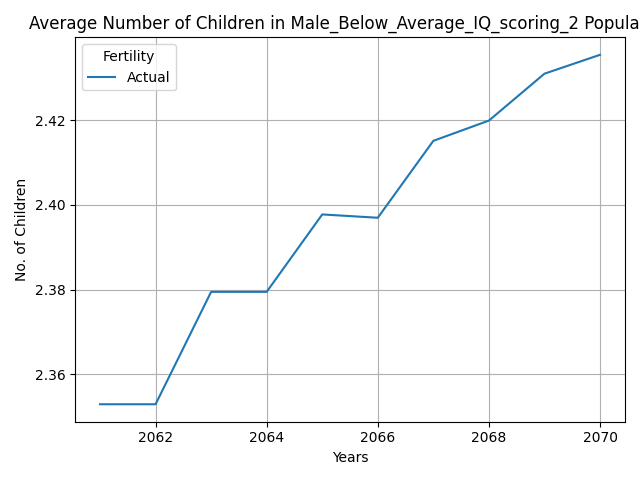 Average Number of Children in Male_Below_Average_IQ_scoring_2 Popula
Fertility
Actual
No. of Children
2.42
2.40
2.38
2.36
2062 2064 2066 2068 2070
Years